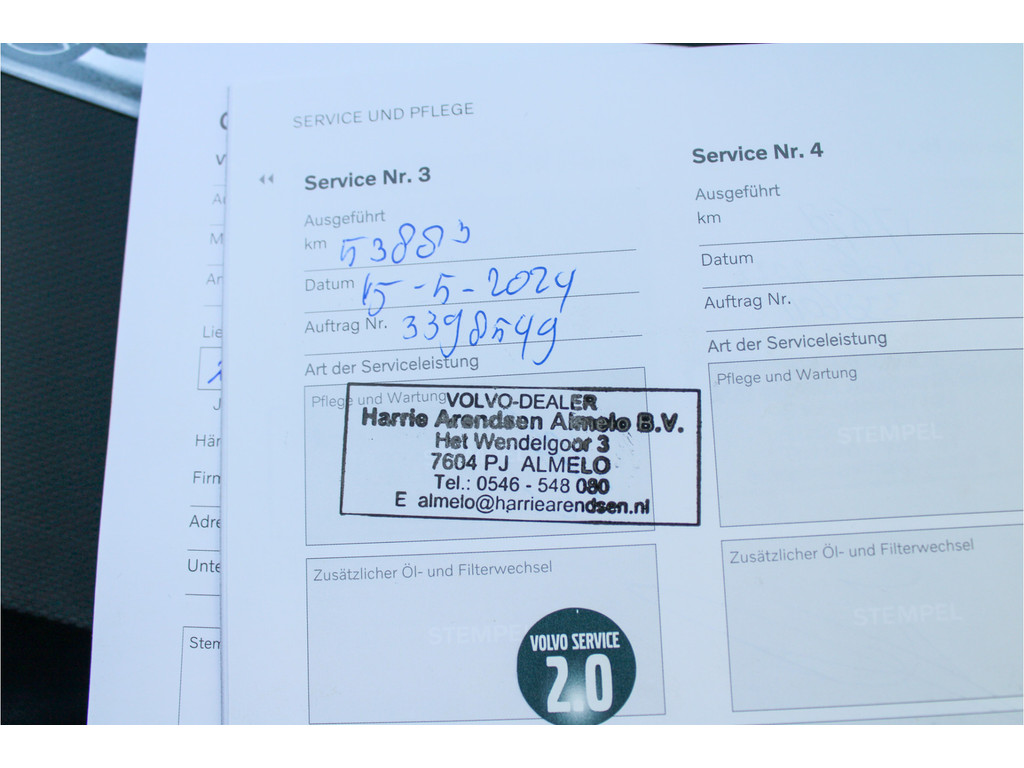 SERVICE UND PFLEGE
Service Nr. 3
Ausgeführt
km 53883
Datum 15-5-2024
Auftrag Nr. 3398549
Art der Serviceleistung
Pflege und Wartung
VOLVO-DEALER
Harrie Arendsen Almelo B.V.
Het Wendelgoor 3
7604 PJ ALMELO
Tel.: 0546 - 548 080
E almelo@harriearendsen.nl
Zusätzlicher Öl- und Filterwechsel
STEMPEL
VOLVO SERVICE
2.0
Service Nr. 4
Ausgeführt
km
Datum
Auftrag Nr.
Art der Serviceleistung
Pflege und Wartung
STEMPEL
Zusätzlicher Öl- und Filterwechsel
STEMPEL
Lie
Här
Firn
Adre
Unte
Stem